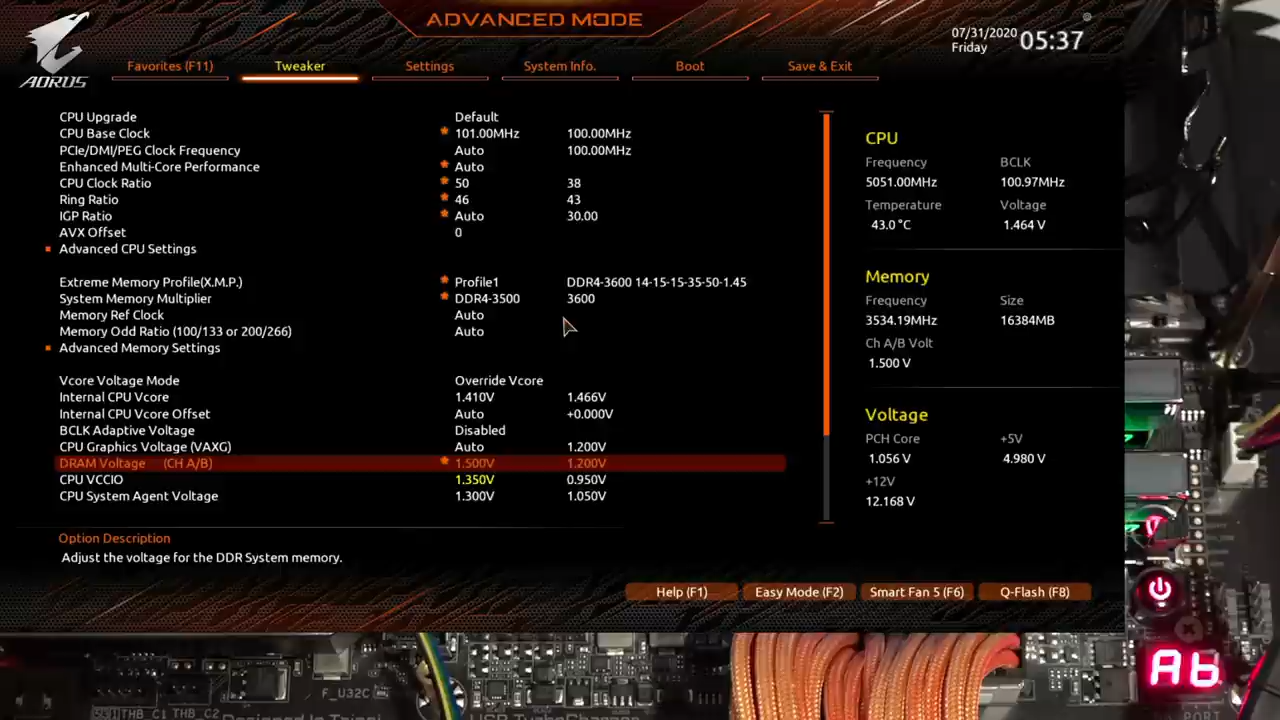 ADVANCED MODE
07/31/2020
Friday
05:37
AORUS
Favorites (F11) Tweaker Settings System Info. Boot Save & Exit
CPU Upgrade Default
CPU Base Clock * 101.00MHz 100.00MHz
PCIe/DMI/PEG Clock Frequency Auto 100.00MHz
Enhanced Multi-Core Performance * Auto
CPU Clock Ratio * 50 38
Ring Ratio * 46 43
IGP Ratio * Auto 30.00
AVX Offset 0
Advanced CPU Settings
Extreme Memory Profile(X.M.P.) * Profile1 DDR4-3600 14-15-15-35-50-1.45
System Memory Multiplier * DDR4-3500 3600
Memory Ref Clock Auto
Memory Odd Ratio (100/133 or 200/266) Auto
Advanced Memory Settings
Vcore Voltage Mode Override Vcore
Internal CPU Vcore 1.410V 1.466V
Internal CPU Vcore Offset Auto +0.000V
BCLK Adaptive Voltage Disabled
CPU Graphics Voltage (VAXG) Auto 1.200V
DRAM Voltage (CH A/B) * 1.500V 1.200V
CPU VCCIO 1.350V 0.950V
CPU System Agent Voltage 1.300V 1.050V
Option Description
Adjust the voltage for the DDR System memory.
CPU
Frequency BCLK
5051.00MHz 100.97MHz
Temperature Voltage
43.0 °C 1.464 V
Memory
Frequency Size
3534.19MHz 16384MB
Ch A/B Volt
1.500 V
Voltage
PCH Core +5V
1.056 V 4.980 V
+12V
12.168 V
Help (F1) Easy Mode (F2) Smart Fan 5 (F6) Q-Flash (F8)
Ab
F_U32C
THB_C1 THB_C2